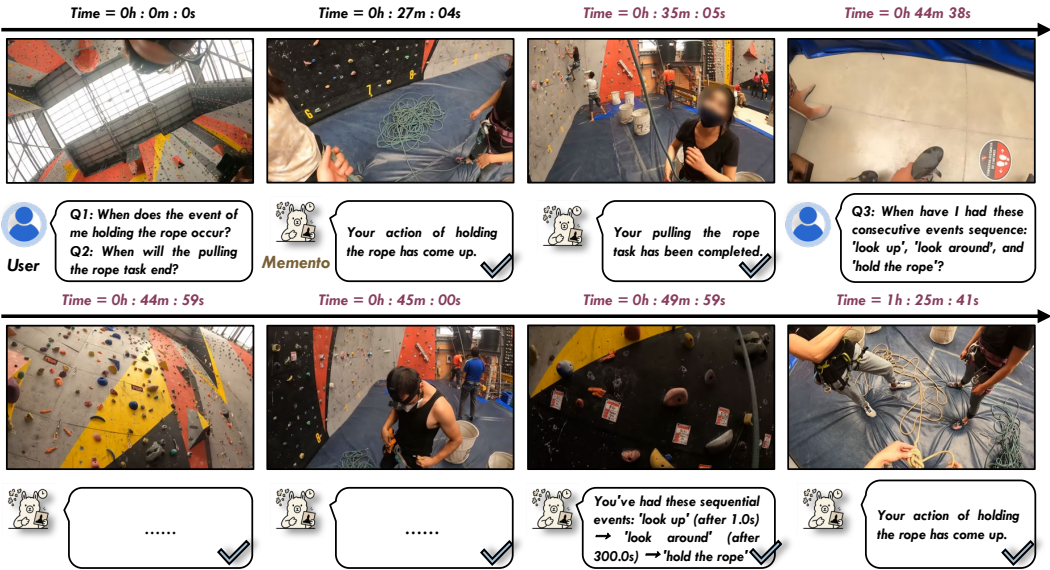 Time = 0h : 0m : 0s
Time = 0h : 27m : 04s
Time = 0h : 35m : 05s
Time = 0h 44m 38s
6
7
8
User
Q1: When does the event of
me holding the rope occur?
Q2: When will the pulling
the rope task end?
Memento
Your action of holding
the rope has come up.
Your pulling the rope
task has been completed.
Q3: When have I had these
consecutive events sequence:
'look up', 'look around', and
'hold the rope'?
Time = 0h : 44m : 59s
Time = 0h : 45m : 00s
Time = 0h : 49m : 59s
Time = 1h : 25m : 41s
......
......
You've had these sequential
events: 'look up' (after 1.0s)
→ 'look around' (after
300.0s) → 'hold the rope'
Your action of holding
the rope has come up.